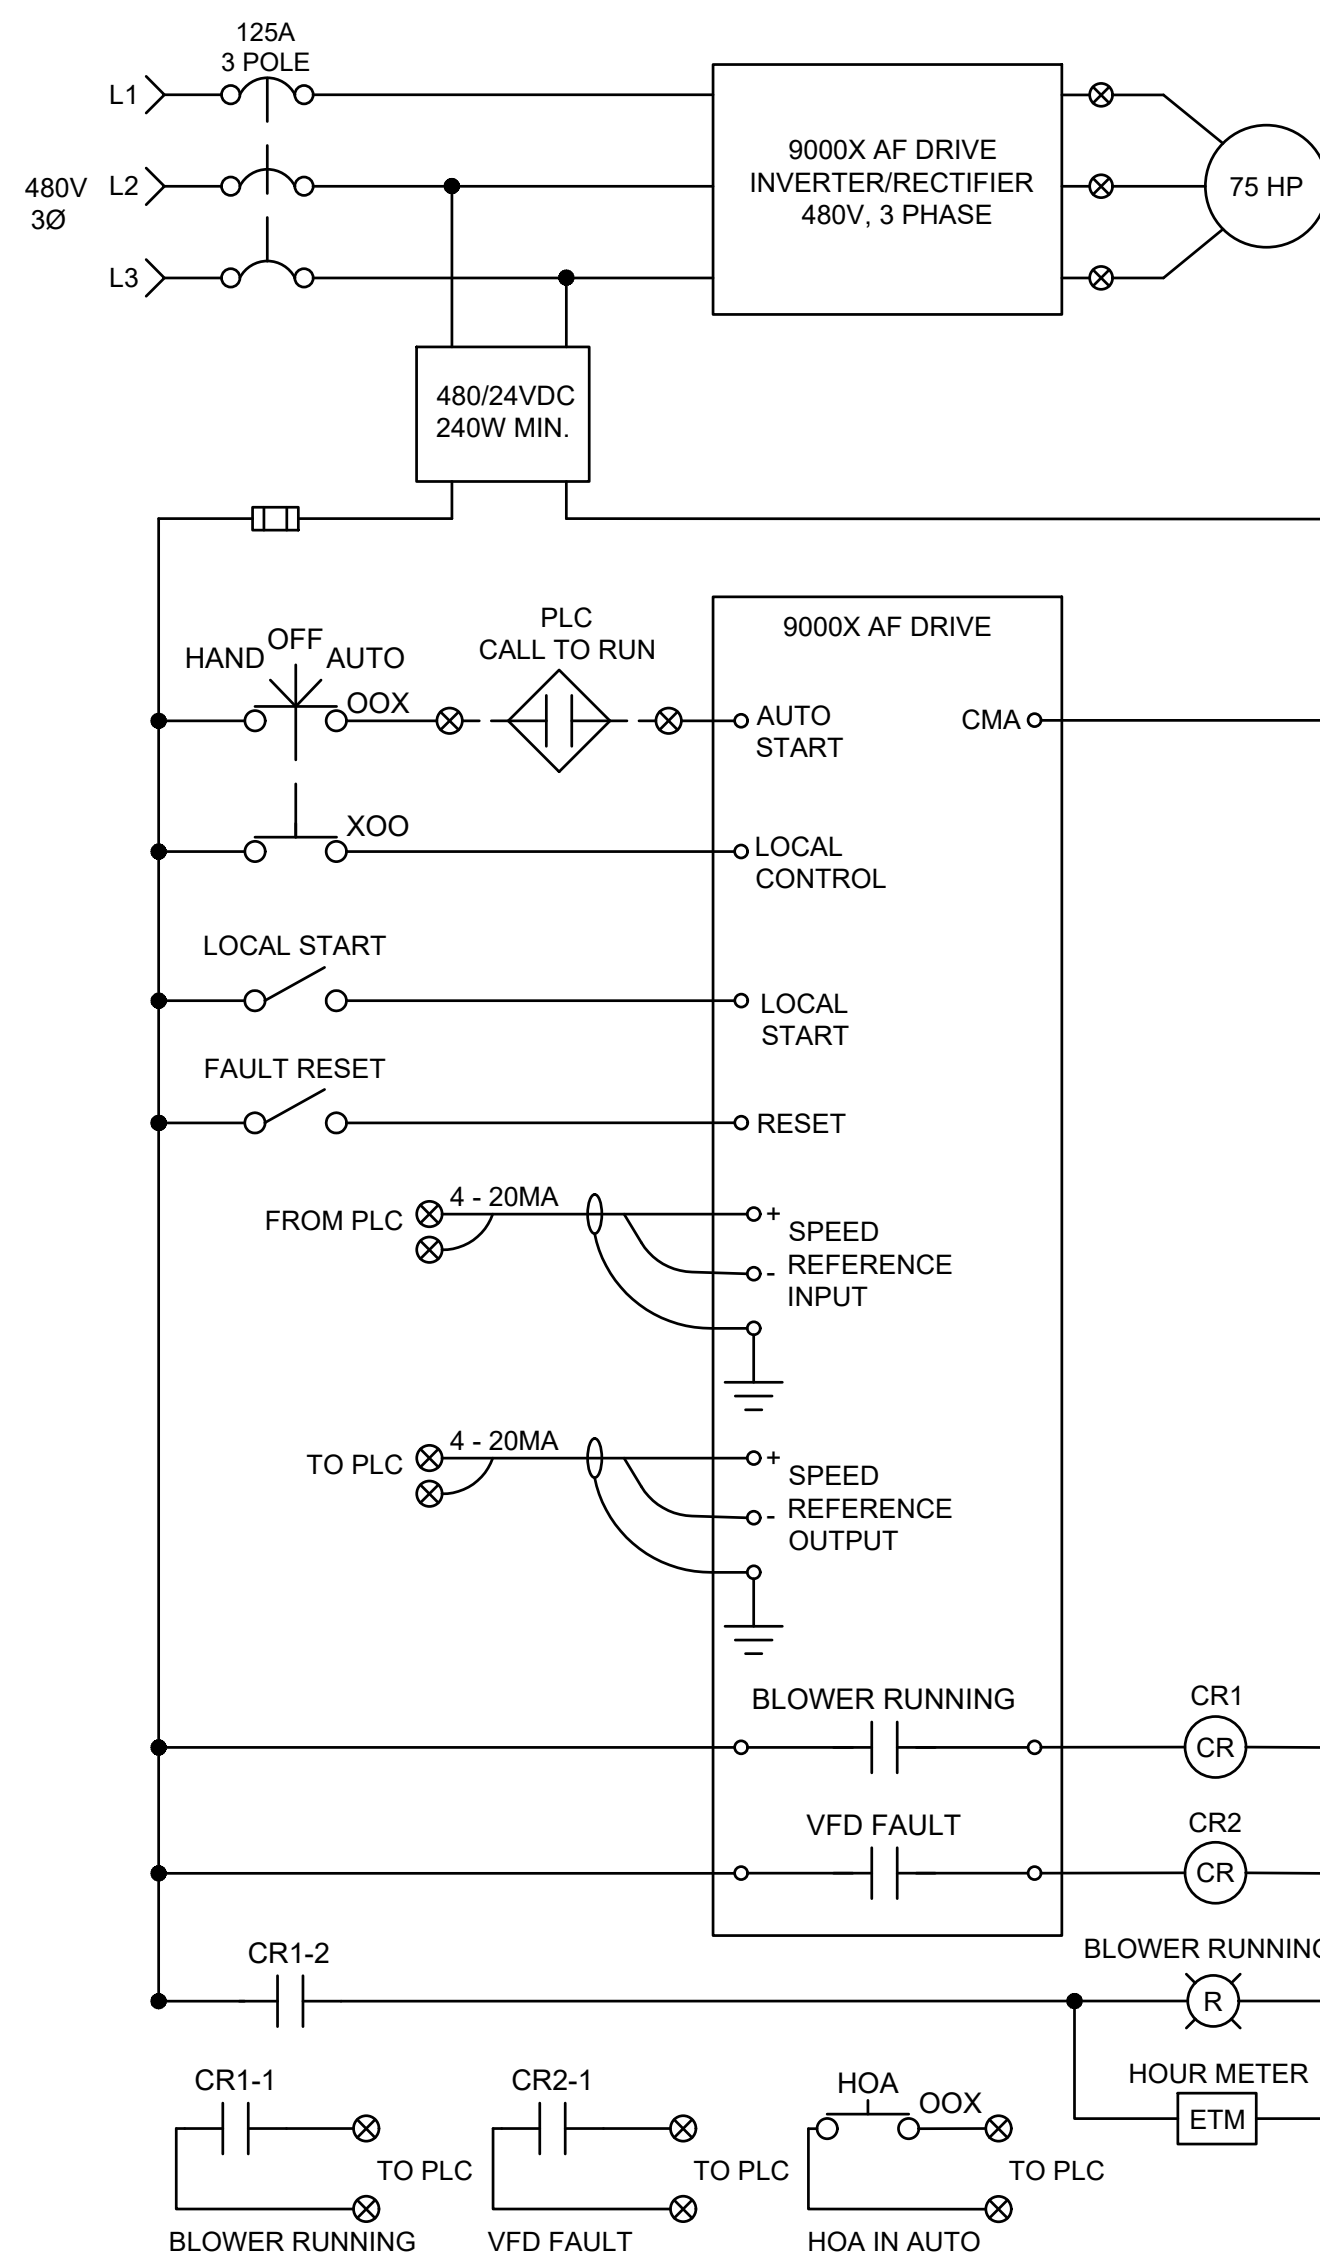 125A
3 POLE
L1
480V L2
3Ø
L3
9000X AF DRIVE
INVERTER/RECTIFIER
480V, 3 PHASE
75 HP
480/24VDC
240W MIN.
HAND OFF AUTO
OOX
PLC
CALL TO RUN
9000X AF DRIVE
AUTO
START
CMA
XOO
LOCAL
CONTROL
LOCAL START
LOCAL
START
FAULT RESET
RESET
FROM PLC
4 - 20MA
+
-
SPEED
REFERENCE
INPUT
TO PLC
4 - 20MA
+
-
SPEED
REFERENCE
OUTPUT
BLOWER RUNNING
CR1
CR
VFD FAULT
CR2
CR
CR1-2
BLOWER RUNNING
R
HOUR METER
ETM
CR1-1
TO PLC
BLOWER RUNNING
CR2-1
TO PLC
VFD FAULT
HOA
OOX
TO PLC
HOA IN AUTO